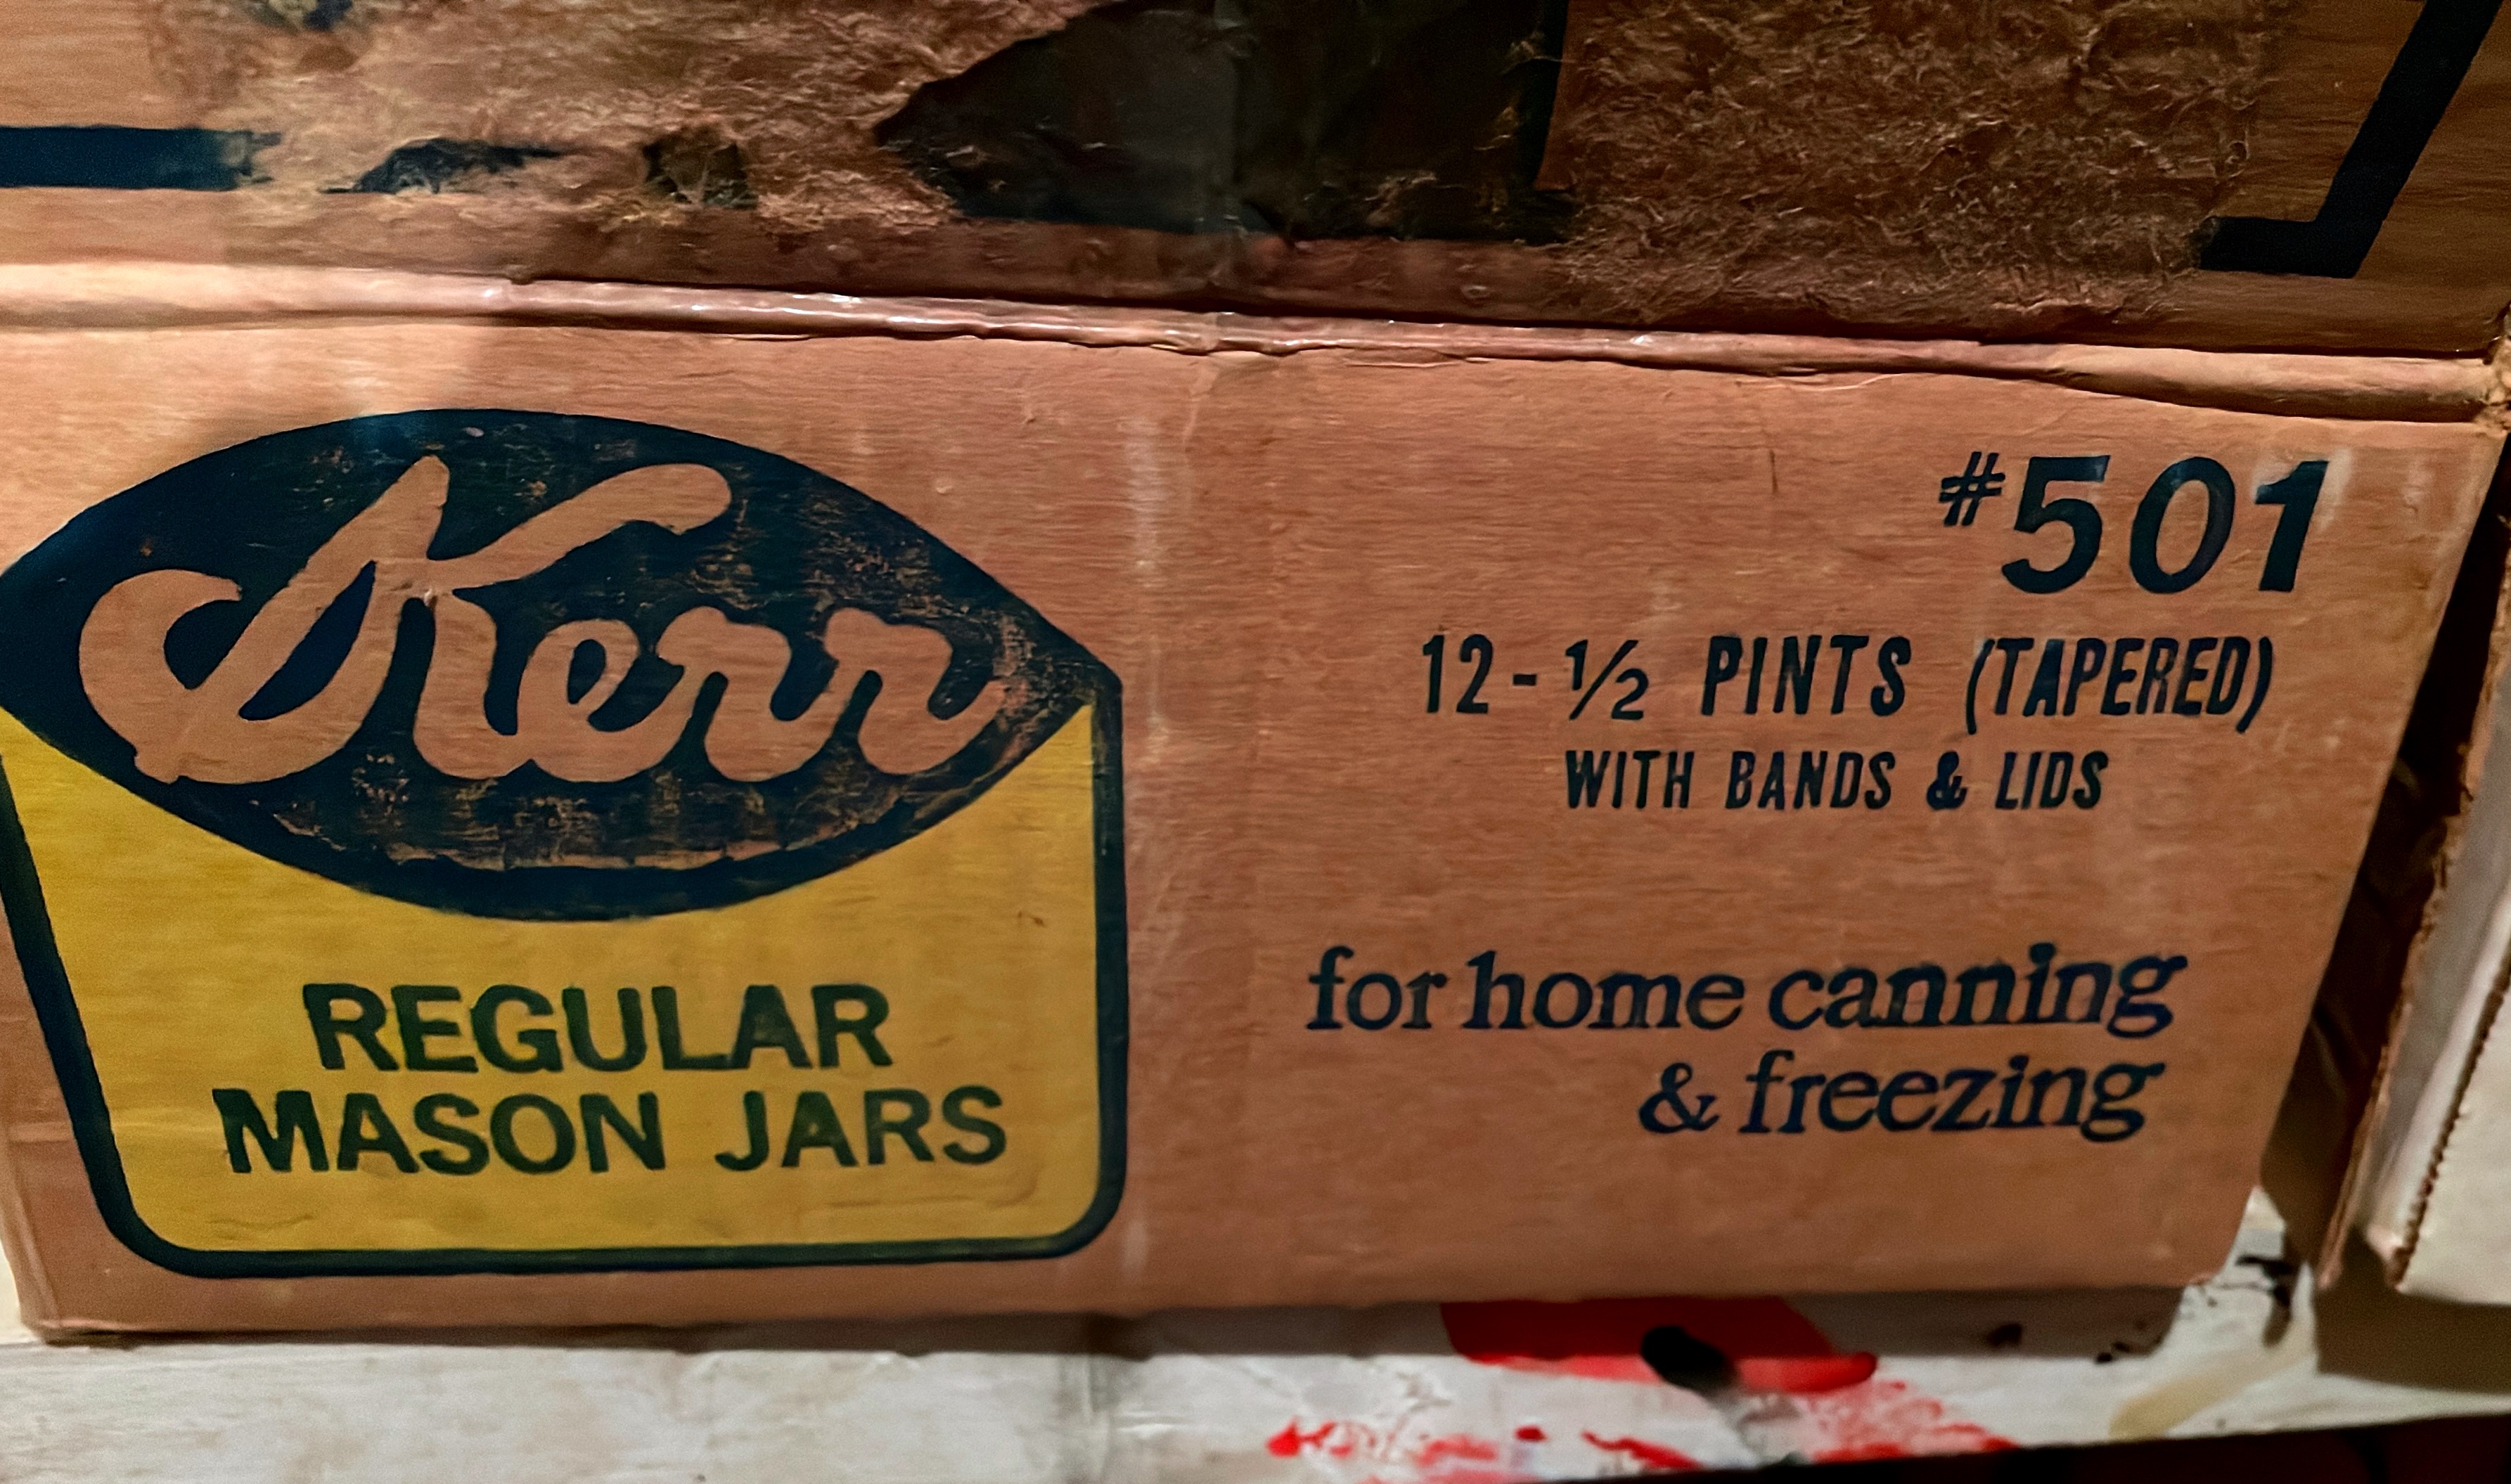 Kerr
REGULAR
MASON JARS
#501
12-½ PINTS (TAPERED)
WITH BANDS & LIDS
for home canning
& freezing